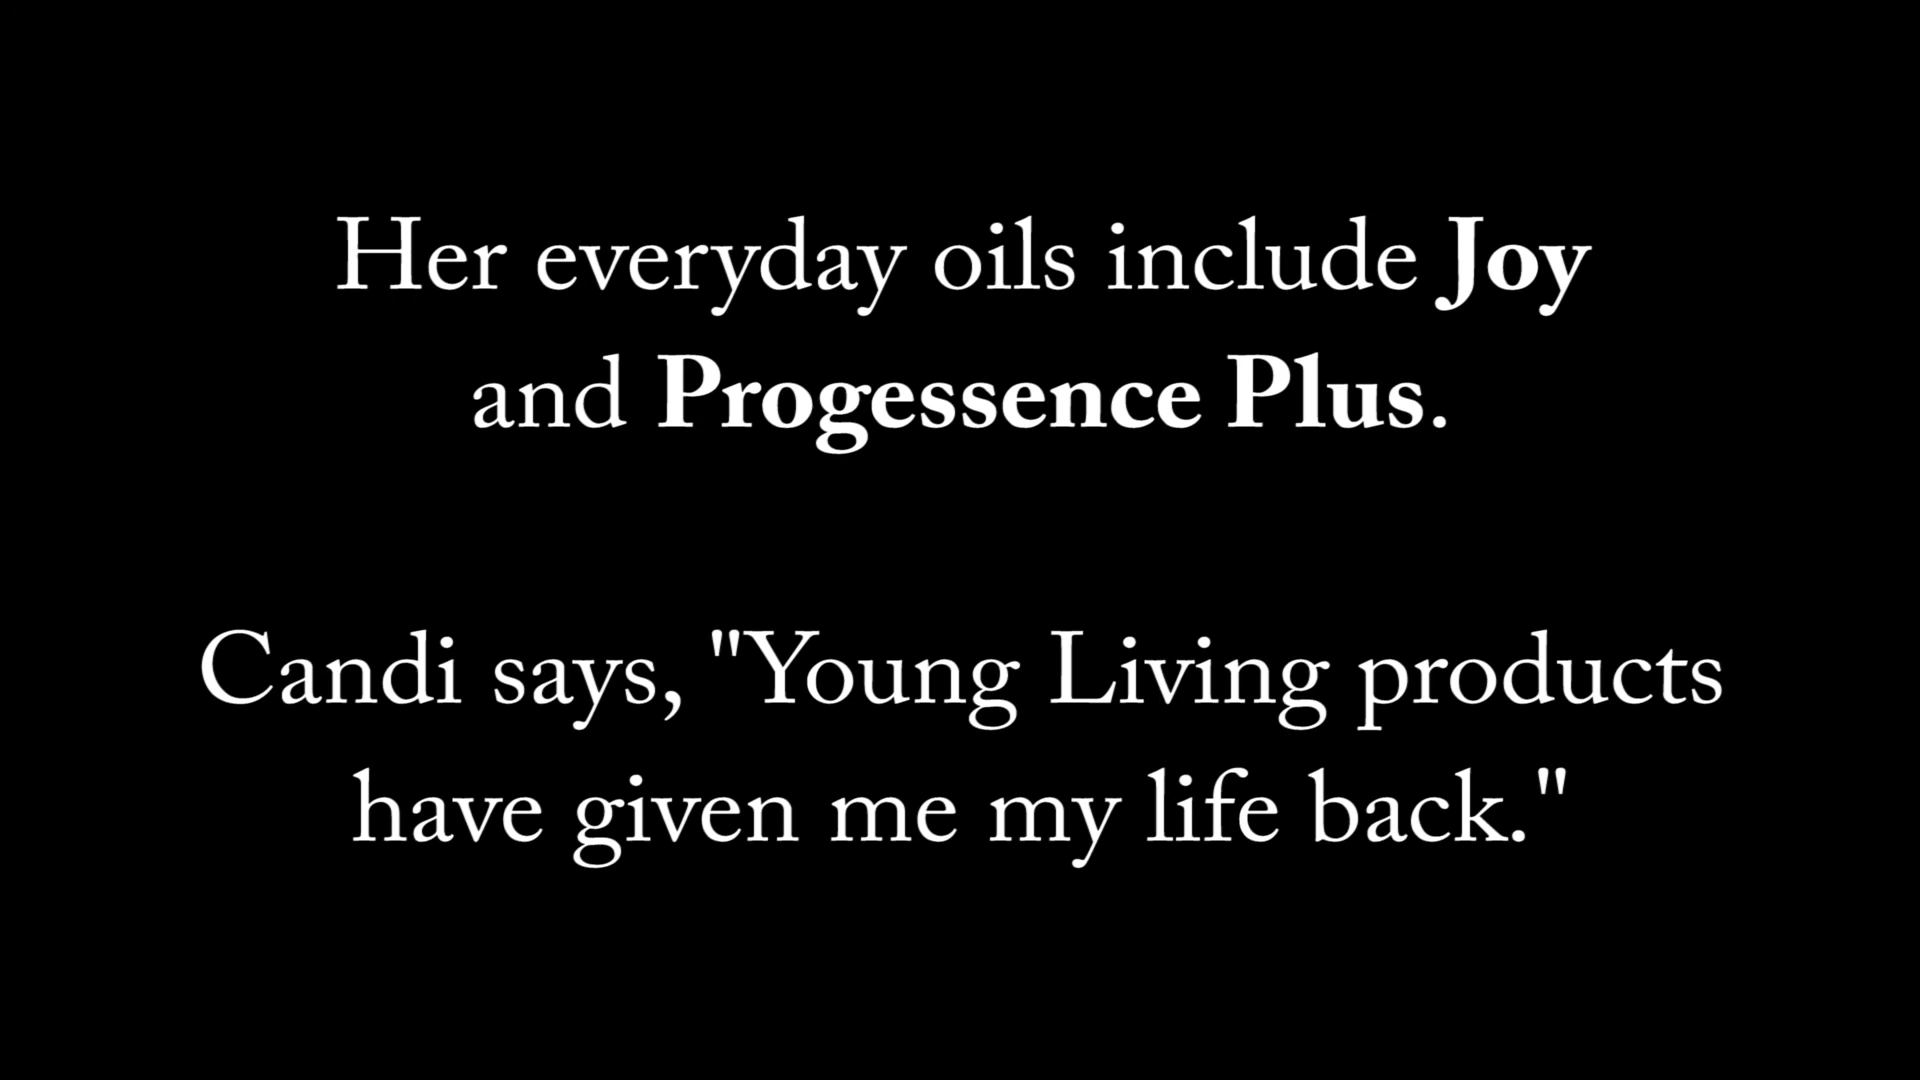 Her everyday oils include Joy
and Progessence Plus.
Candi says, "Young Living products
have given me my life back."